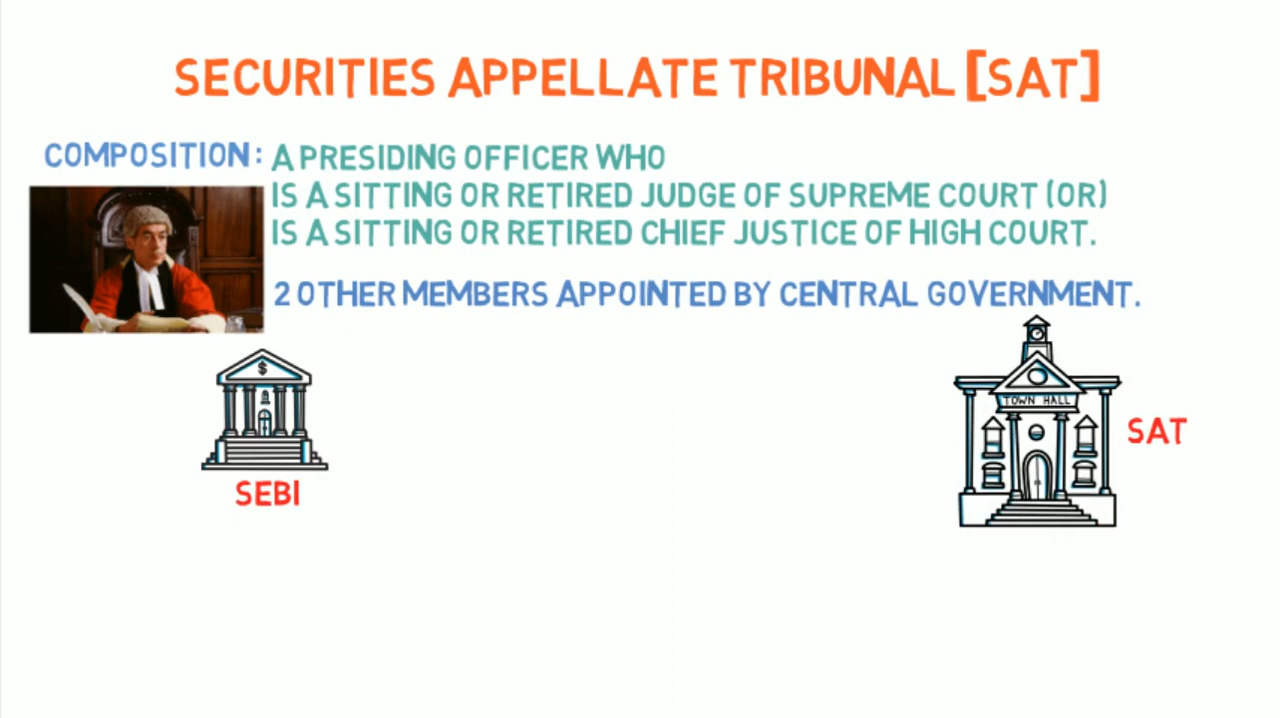 SECURITIES APPELLATE TRIBUNAL [SAT]
COMPOSITION: A PRESIDING OFFICER WHO
IS A SITTING OR RETIRED JUDGE OF SUPREME COURT (OR)
IS A SITTING OR RETIRED CHIEF JUSTICE OF HIGH COURT.
2 OTHER MEMBERS APPOINTED BY CENTRAL GOVERNMENT.
$
TOWN HALL
SAT
SEBI